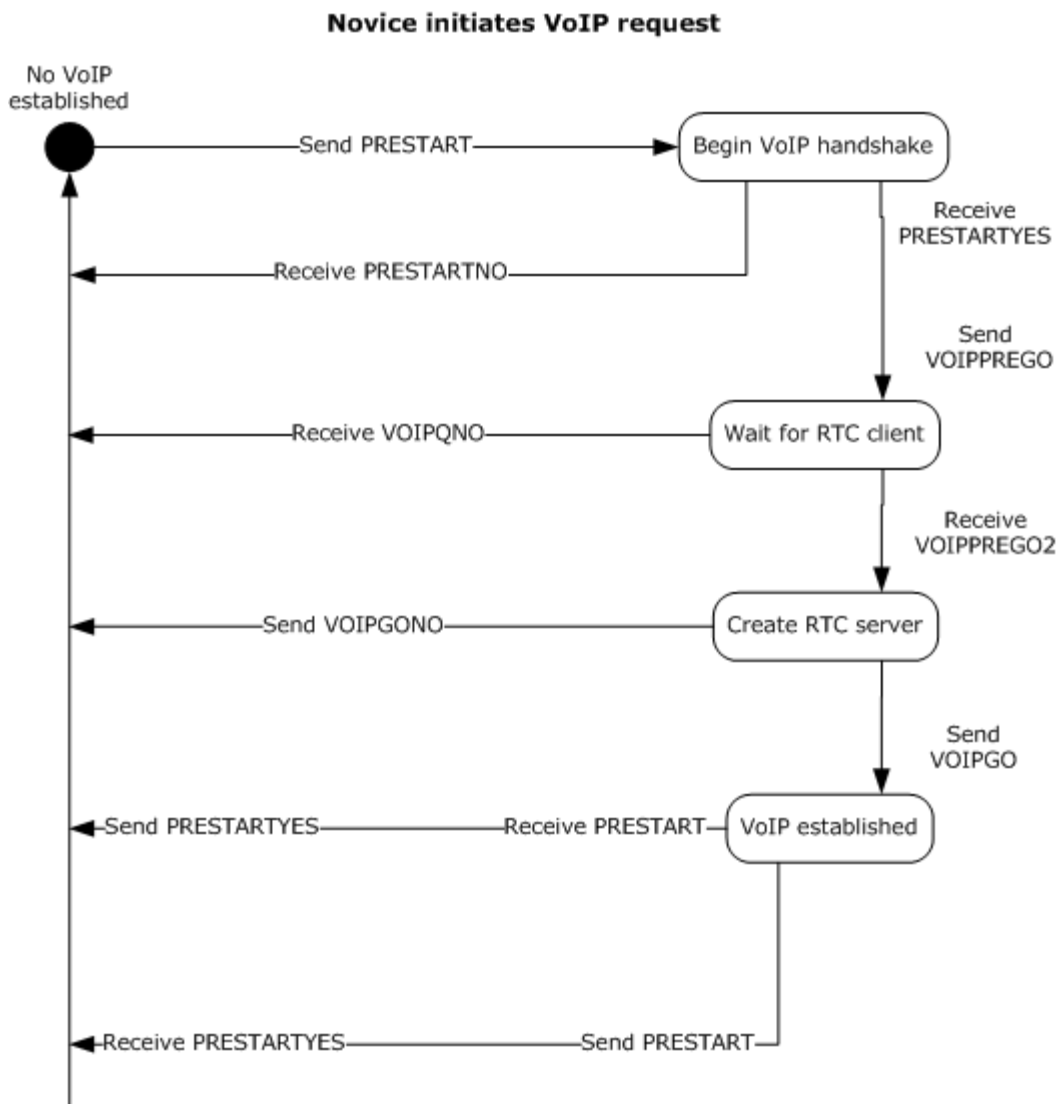 Novice initiates VoIP request
No VoIP
established
Send PRESTART
Begin VoIP handshake
Receive
PRESTARTYES
Receive PRESTARTNO
Send
VOIPPREGO
Receive VOIPQNO
Wait for RTC client
Receive
VOIPPREGO2
Send VOIPGONO
Create RTC server
Send
VOIPGO
Send PRESTARTYES
Receive PRESTART
VoIP established
Receive PRESTARTYES
Send PRESTART